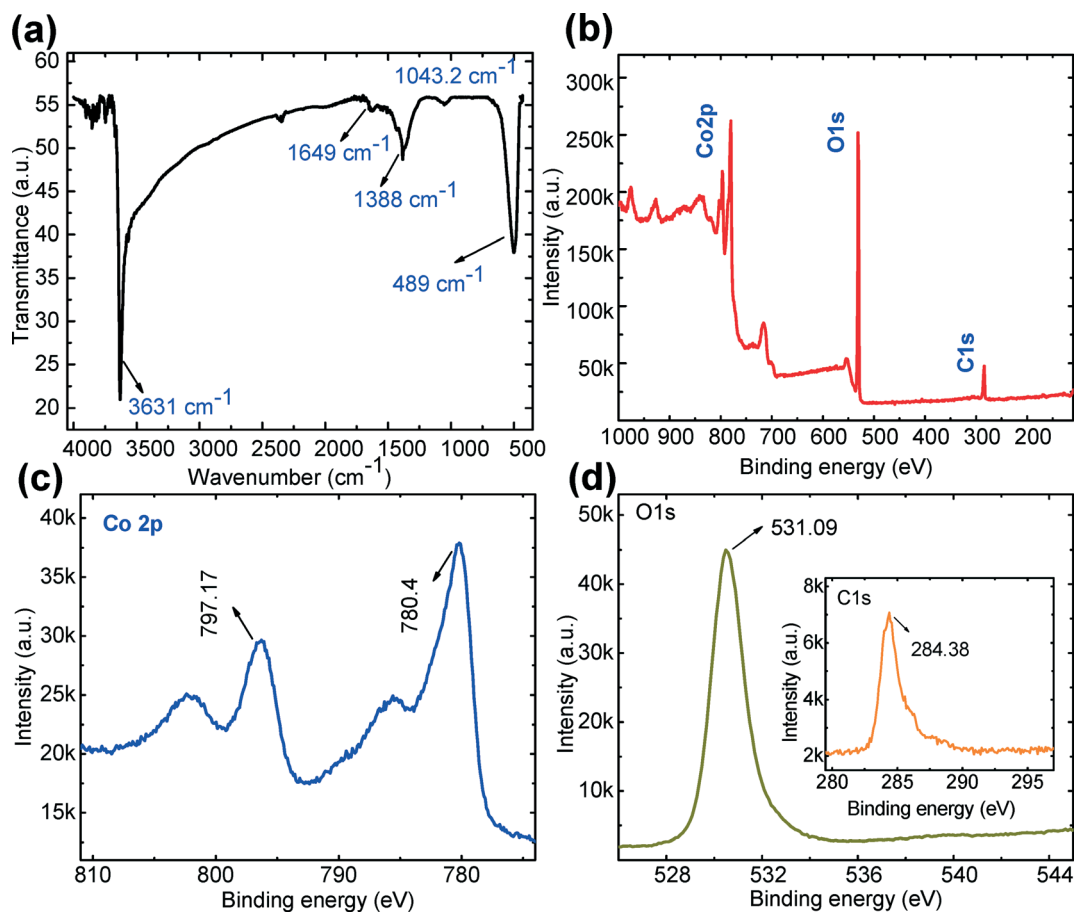 (a)
60
55
50
45
40
35
30
25
20
Transmittance (a.u.)
4000 3500 3000 2500 2000 1500 1000 500
Wavenumber (cm⁻¹)
1043.2 cm⁻¹
1649 cm⁻¹
1388 cm⁻¹
489 cm⁻¹
3631 cm⁻¹
(b)
300k
250k
200k
150k
100k
50k
Intensity (a.u.)
1000 900 800 700 600 500 400 300 200
Binding energy (eV)
Co2p
O1s
C1s
(c)
Co 2p
40k
35k
30k
25k
20k
15k
Intensity (a.u.)
810 800 790 780
Binding energy (eV)
797.17
780.4
(d)
O1s
50k
40k
30k
20k
10k
Intensity (a.u.)
528 532 536 540 544
Binding energy (eV)
531.09
C1s
8k
6k
4k
2k
Intensity (a.u.)
280 285 290 295
Binding energy (eV)
284.38